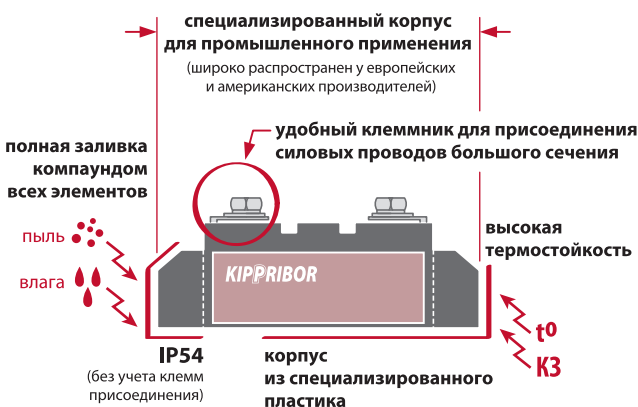 специализированный корпус
для промышленного применения
(широко распространен у европейских
и американских производителей)
удобный клеммник для присоединения
силовых проводов большого сечения
полная заливка
компаундом
всех элементов
пыль
влага
высокая
термостойкость
KIPPRIBOR
t⁰
КЗ
IP54
(без учета клемм
присоединения)
корпус
из специализированного
пластика